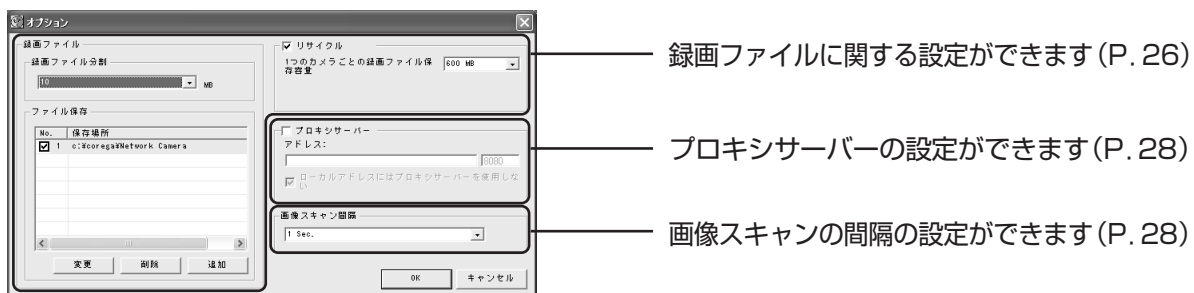 オプション
録画ファイル
録画ファイル分割
10
MB
ファイル保存
No. 保存場所
1 c:¥corega¥Network Camera
変更 削除 追加
リサイクル
1つのカメラごとの録画ファイル保
存容量
600 MB
プロキシサーバー
アドレス:
8080
ローカルアドレスにはプロキシサーバーを使用しな
い
画像スキャン間隔
1 Sec.
OK キャンセル
録画ファイルに関する設定ができます(P. 26)
プロキシサーバーの設定ができます(P. 28)
画像スキャンの間隔の設定ができます(P. 28)